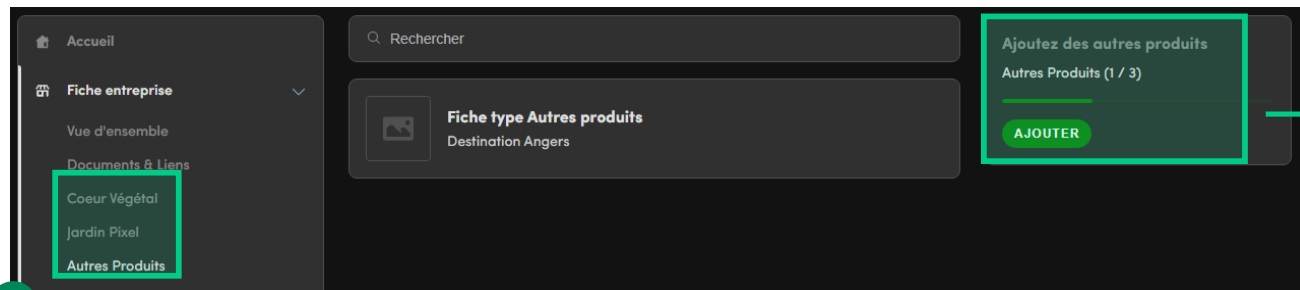 Accueil
Fiche entreprise
Vue d'ensemble
Documents & Liens
Coeur Végétal
Jardin Pixel
Autres Produits
Rechercher
Fiche type Autres produits
Destination Angers
Ajoutez des autres produits
Autres Produits (1 / 3)
AJOUTER